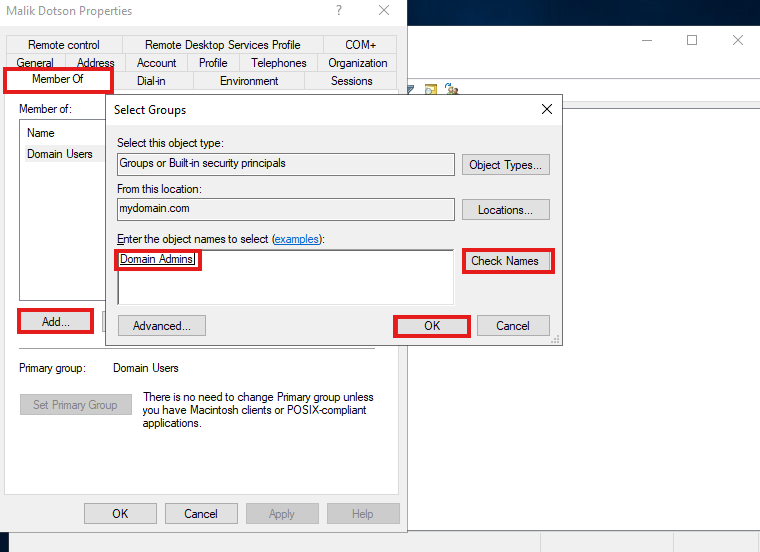 Malik Dotson Properties
?
Remote control
Remote Desktop Services Profile
COM+
General
Address
Account
Profile
Telephones
Organization
Member Of
Dial-in
Environment
Sessions
Member of:
Name
Domain Users
Select Groups
Select this object type:
Groups or Built-in security principals
Object Types...
From this location:
mydomain.com
Locations...
Enter the object names to select (examples):
Domain Admins
Check Names
Advanced...
OK
Cancel
Add...
Primary group:
Domain Users
Set Primary Group
There is no need to change Primary group unless
you have Macintosh clients or POSIX-compliant
applications.
OK
Cancel
Apply
Help